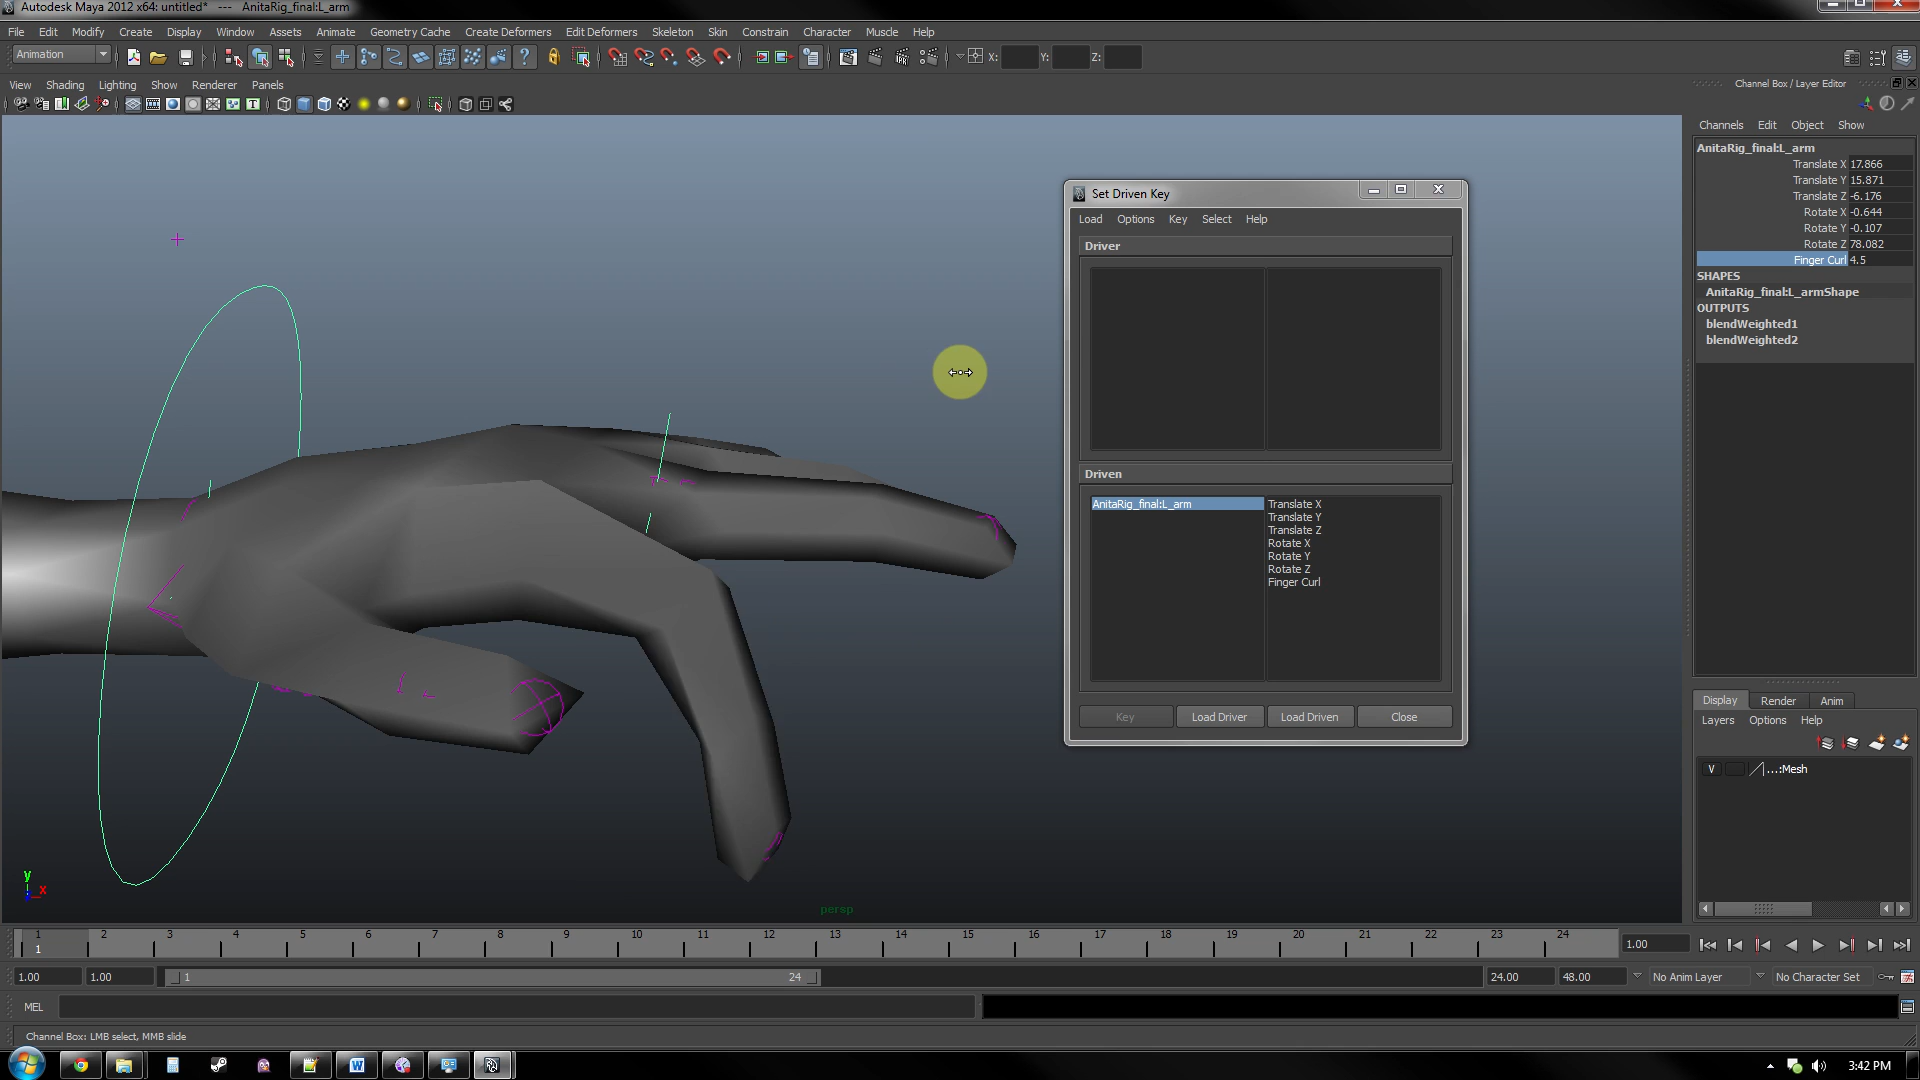 Autodesk Maya 2012 x64: untitled* --- AnitaRig_final:L_arm
File Edit Modify Create Display Window Assets Animate Geometry Cache Create Deformers Edit Deformers Skeleton Skin Constrain Character Muscle Help
Animation X: Y: Z:
View Shading Lighting Show Renderer Panels
Channel Box / Layer Editor
Channels Edit Object Show
AnitaRig_final:L_arm
Translate X 17.866
Translate Y 15.871
Translate Z -6.176
Rotate X -0.644
Rotate Y -0.107
Rotate Z 78.082
Finger Curl 4.5
SHAPES
AnitaRig_final:L_armShape
OUTPUTS
blendWeighted1
blendWeighted2
Set Driven Key
Load Options Key Select Help
Driver
Driven
AnitaRig_final:L_arm Translate X
Translate Y
Translate Z
Rotate X
Rotate Y
Rotate Z
Finger Curl
Key Load Driver Load Driven Close
Display Render Anim
Layers Options Help
V ...:Mesh
y
x
persp
1 2 3 4 5 6 7 8 9 10 11 12 13 14 15 16 17 18 19 20 21 22 23 24
1 1.00
1.00 1.00 1 24 24.00 48.00 No Anim Layer No Character Set
MEL
Channel Box: LMB select, MMB slide
3:42 PM